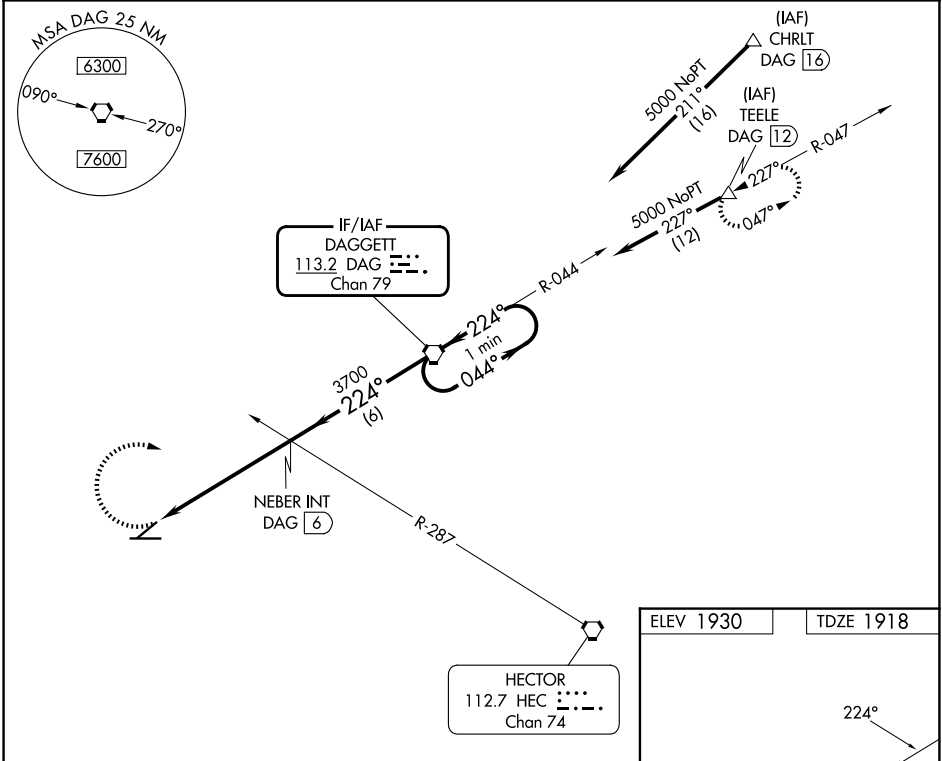 MSA DAG 25 NM
6300
090°
270°
7600
(IAF)
CHRLT
DAG 16
5000 NoPT
211°
(16)
(IAF)
TEELE
DAG 12
R-047
227°
047°
5000 NoPT
227°
(12)
IF/IAF
DAGGETT
113.2 DAG
Chan 79
R-044
224°
1 min
044°
3700
224°
(6)
NEBER INT
DAG 6
R-287
HECTOR
112.7 HEC
Chan 74
ELEV 1930
TDZE 1918
224°